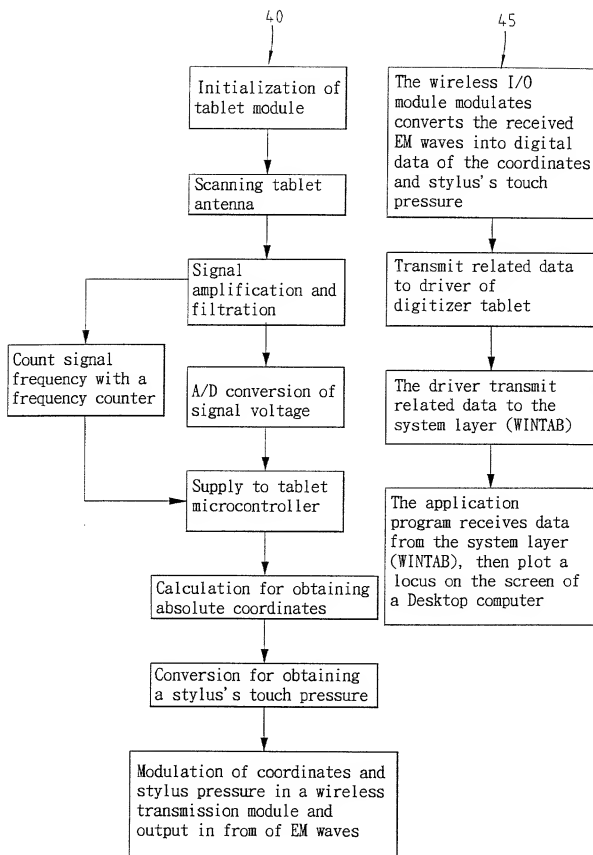 40
Initialization of
tablet module
Scanning tablet
antenna
Signal
amplification and
filtration
Count signal
frequency with a
frequency counter
A/D conversion of
signal voltage
Supply to tablet
microcontroller
Calculation for obtaining
absolute coordinates
Conversion for obtaining
a stylus's touch pressure
Modulation of coordinates and
stylus pressure in a wireless
transmission module and
output in from of EM waves
45
The wireless I/O
module modulates
converts the received
EM waves into digital
data of the coordinates
and stylus's touch
pressure
Transmit related data
to driver of
digitizer tablet
The driver transmit
related data to the
system layer (WINTAB)
The application
program receives data
from the system layer
(WINTAB), then plot a
locus on the screen of
a Desktop computer